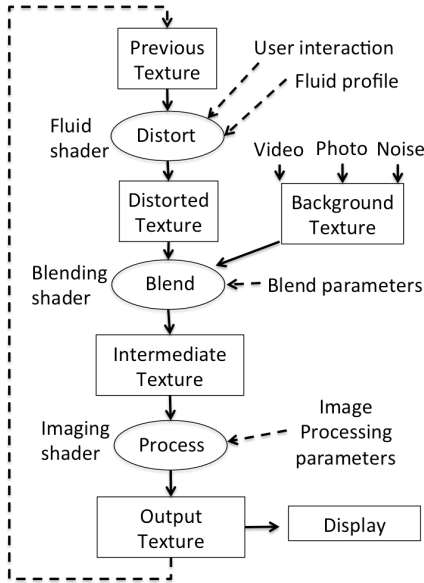 Previous
Texture
User interaction
Fluid profile
Fluid
shader
Distort
Video
Photo
Noise
Distorted
Texture
Background
Texture
Blending
shader
Blend
Blend parameters
Intermediate
Texture
Imaging
shader
Process
Image
Processing
parameters
Output
Texture
Display